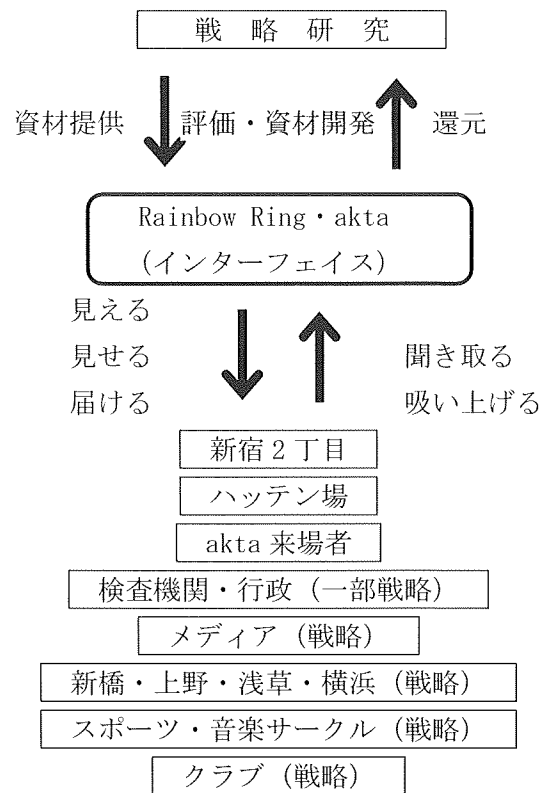 戦　略　研　究
資材提供　評価・資材開発　還元
Rainbow Ring・akta
(インターフェイス)
見える
見せる　聞き取る
届ける　吸い上げる
新宿２丁目
ハッテン場
akta 来場者
検査機関・行政（一部戦略）
メディア（戦略）
新橋・上野・浅草・横浜（戦略）
スポーツ・音楽サークル（戦略）
クラブ（戦略）